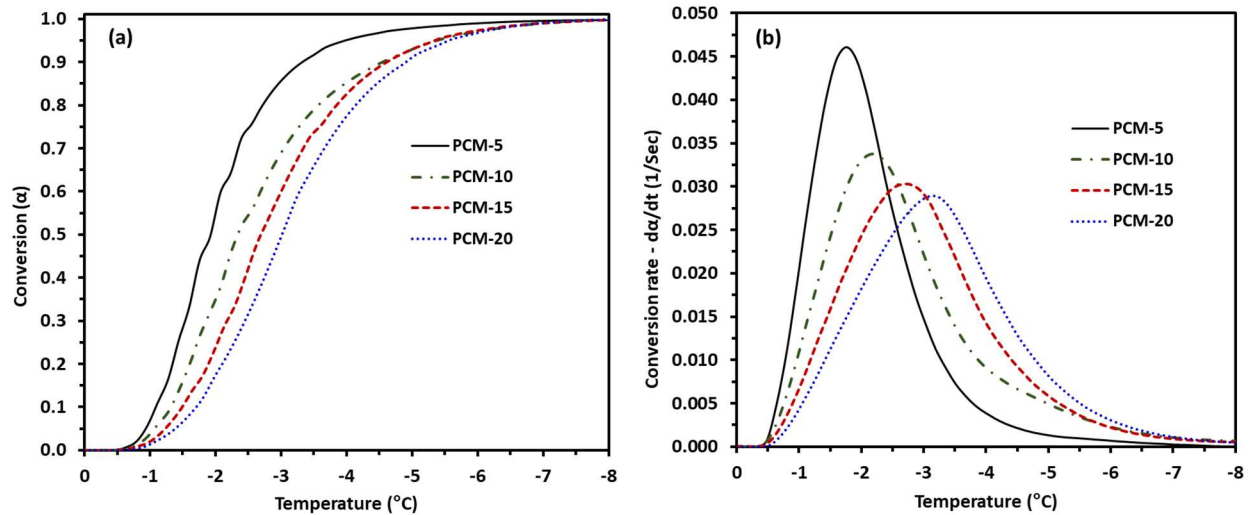 (a)
Conversion (α)
1.0
0.9
0.8
0.7
0.6
0.5
0.4
0.3
0.2
0.1
0.0
PCM-5
PCM-10
PCM-15
PCM-20
0 -1 -2 -3 -4 -5 -6 -7 -8
Temperature (°C)
(b)
Conversion rate - dα/dt (1/Sec)
0.050
0.045
0.040
0.035
0.030
0.025
0.020
0.015
0.010
0.005
0.000
PCM-5
PCM-10
PCM-15
PCM-20
0 -1 -2 -3 -4 -5 -6 -7 -8
Temperature (°C)